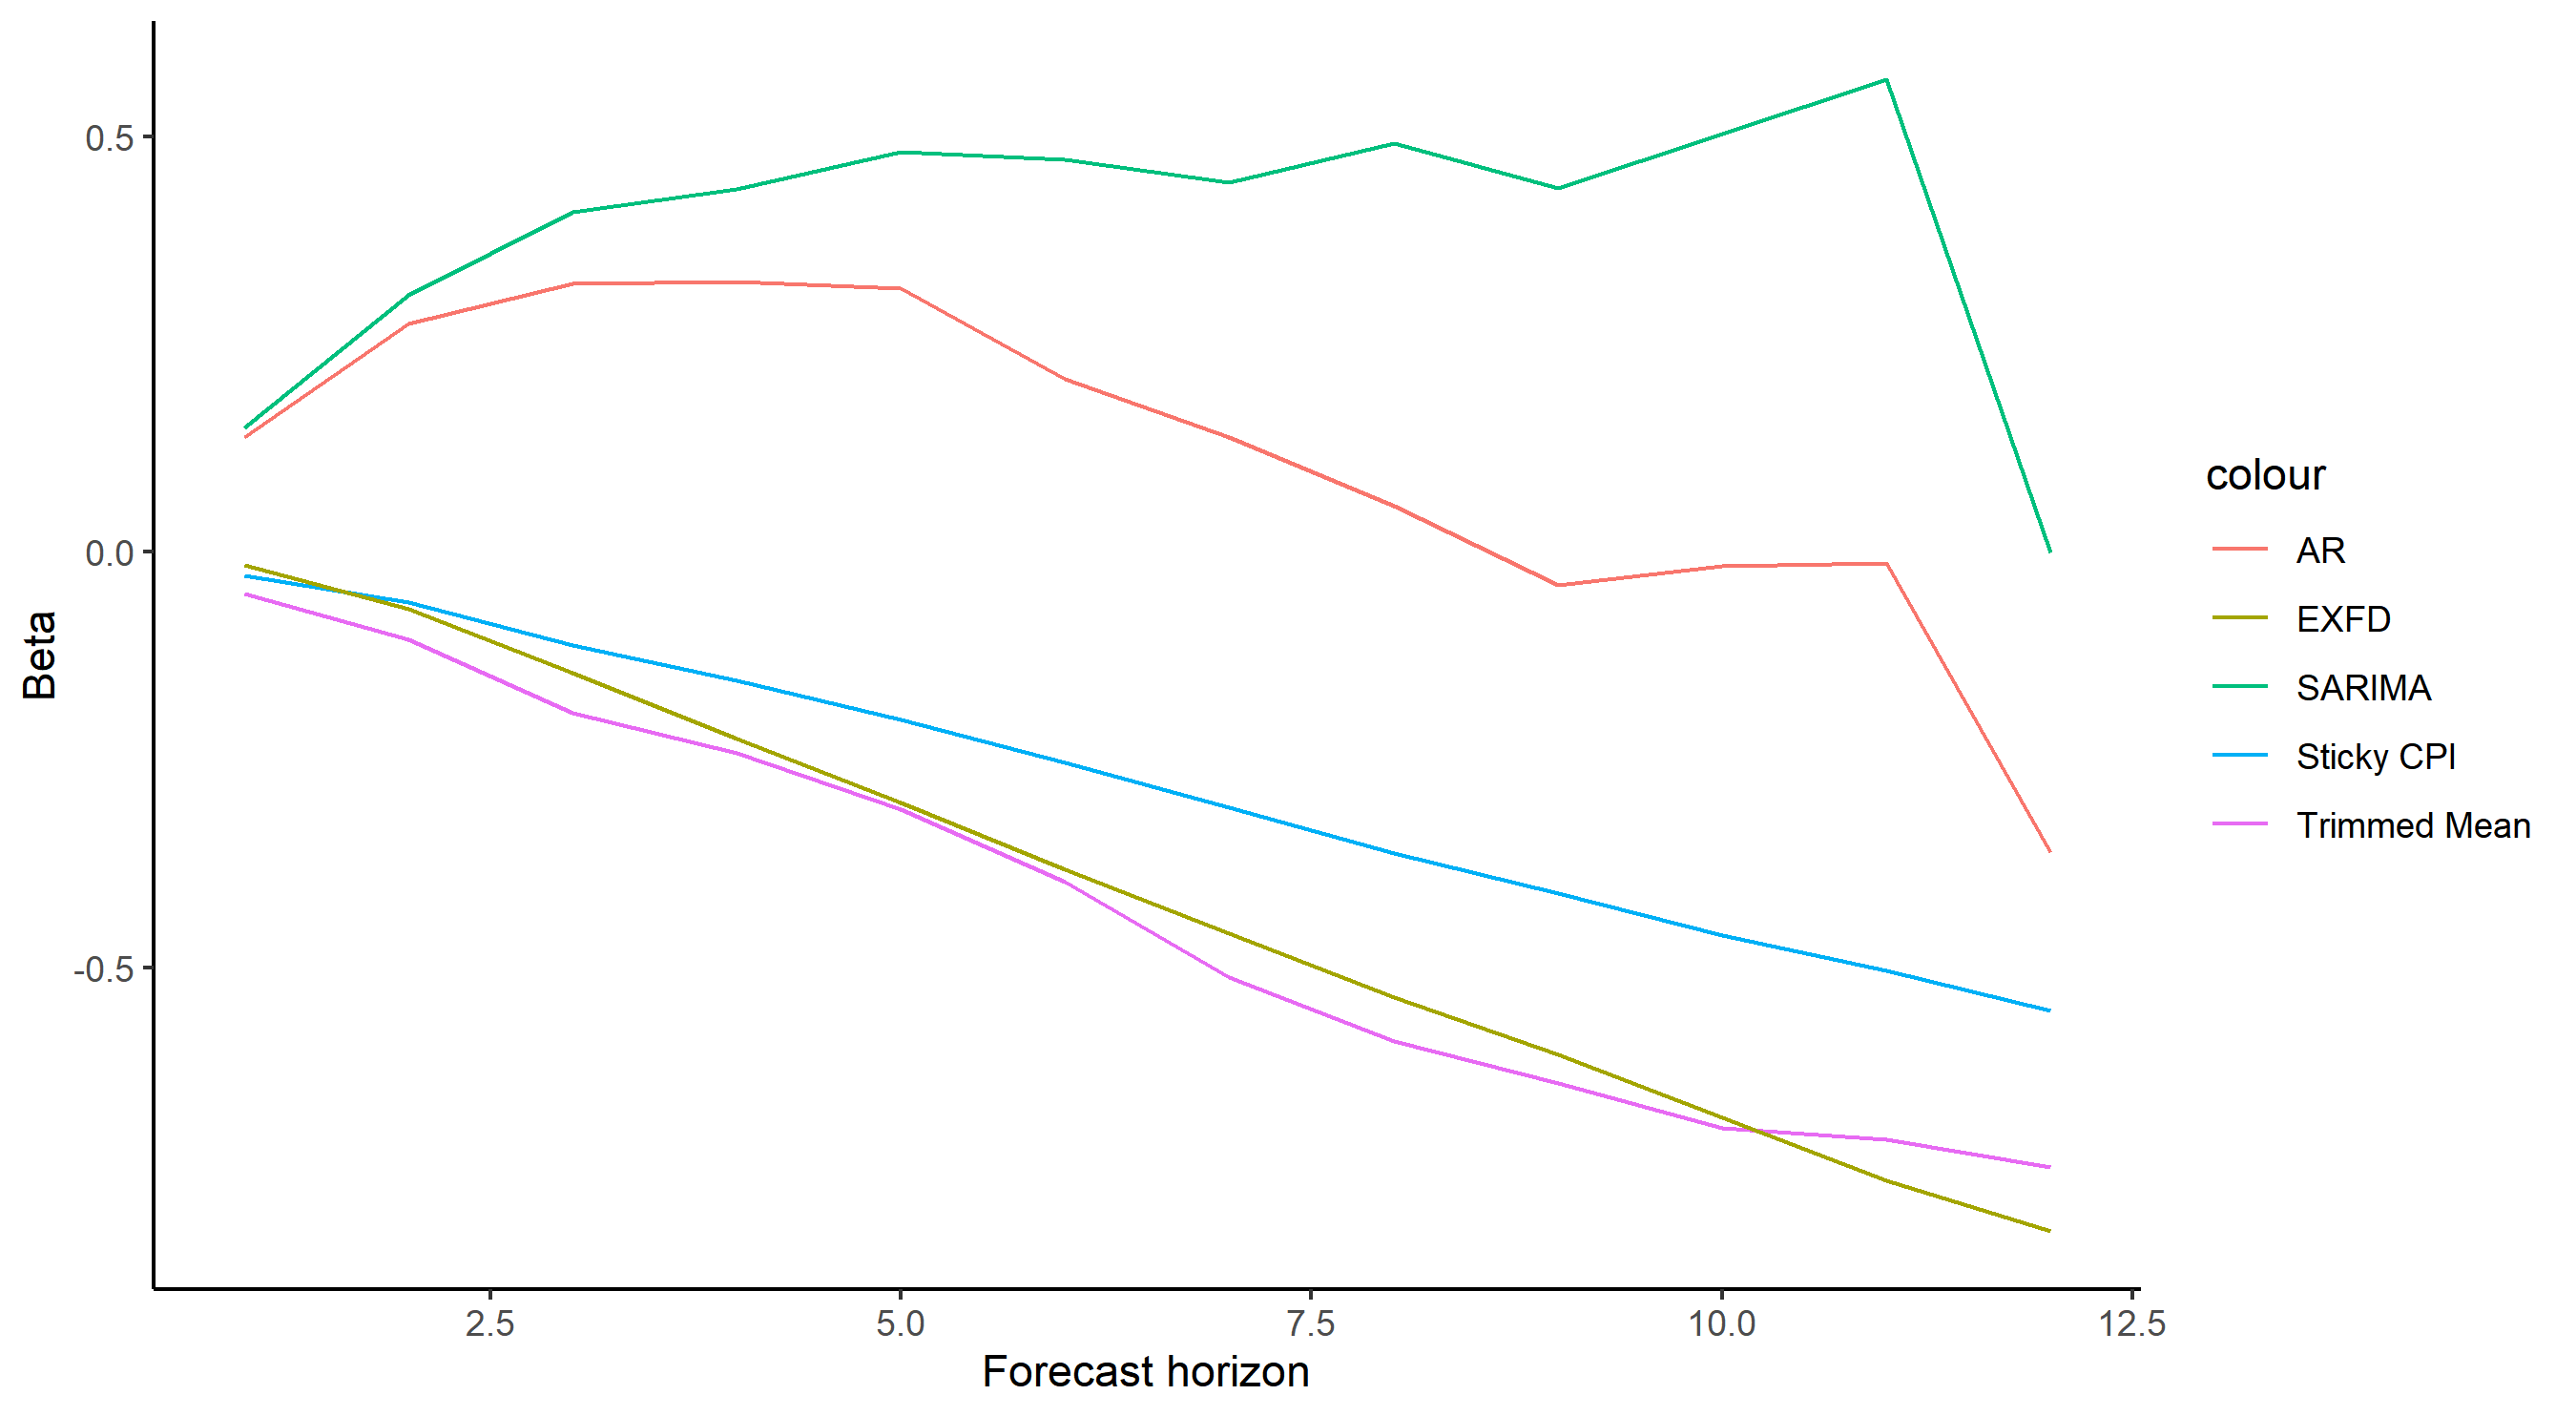 0.5
0.0
-0.5
Beta
2.5 5.0 7.5 10.0 12.5
Forecast horizon
colour
AR
EXFD
SARIMA
Sticky CPI
Trimmed Mean